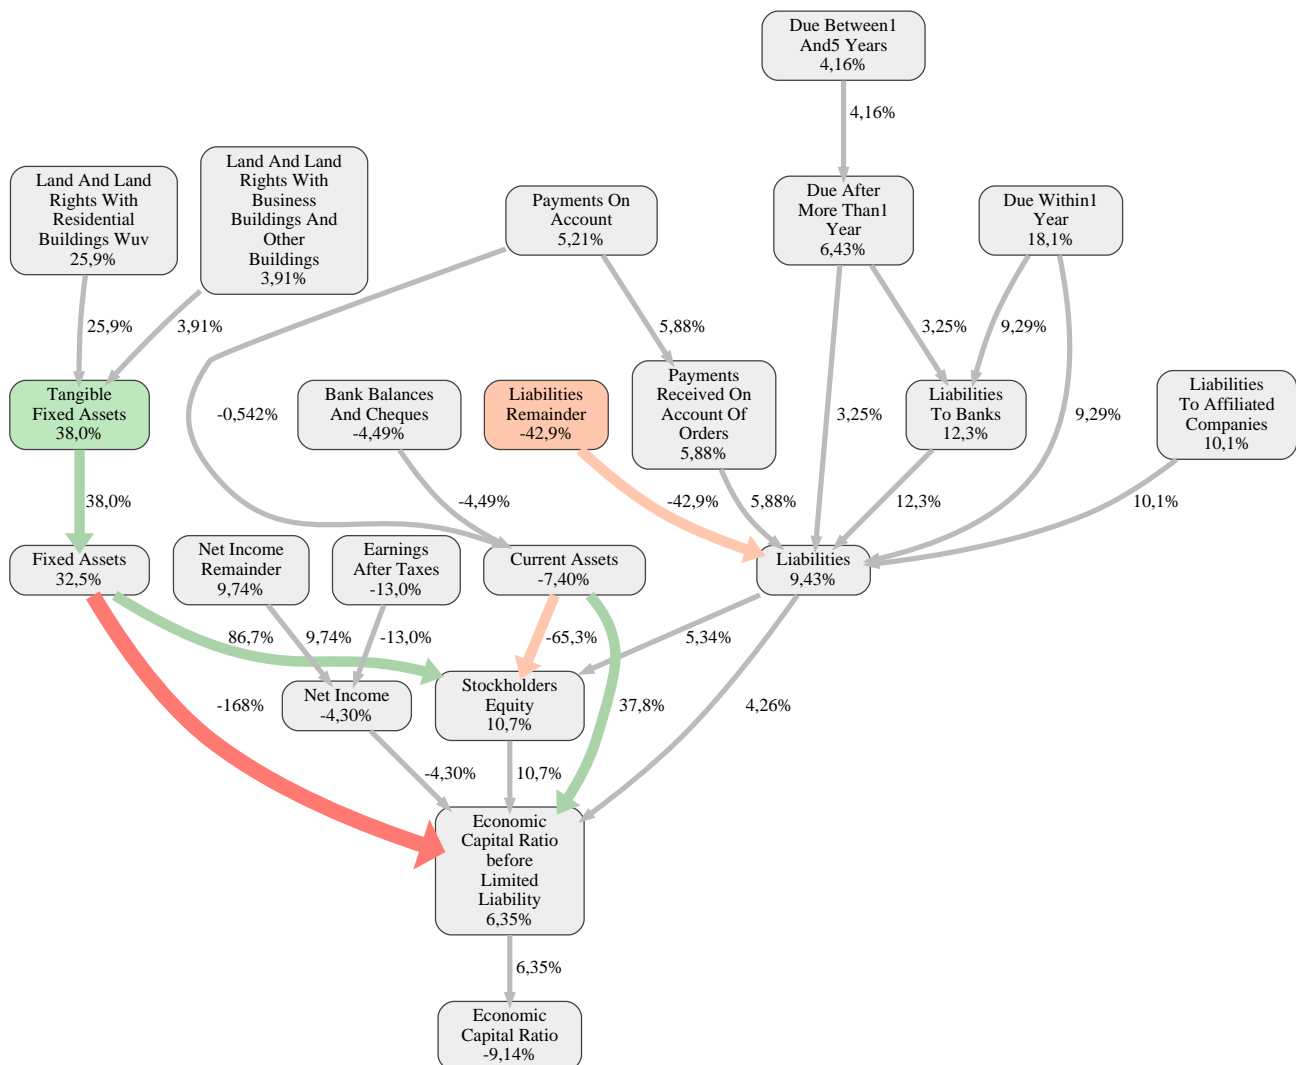 Due Between1
And5 Years
4,16%
4,16%
Land And Land
Rights With
Residential
Buildings Wuv
25,9%
Land And Land
Rights With
Business
Buildings And
Other
Buildings
3,91%
Payments On
Account
5,21%
Due After
More Than1
Year
6,43%
Due Within1
Year
18,1%
25,9%
3,91%
5,88%
3,25%
9,29%
Tangible
Fixed Assets
38,0%
-0,542%
Bank Balances
And Cheques
-4,49%
Liabilities
Remainder
-42,9%
Payments
Received On
Account Of
Orders
5,88%
3,25%
Liabilities
To Banks
12,3%
9,29%
Liabilities
To Affiliated
Companies
10,1%
38,0%
-4,49%
-42,9%
5,88%
12,3%
10,1%
Fixed Assets
32,5%
Net Income
Remainder
9,74%
Earnings
After Taxes
-13,0%
Current Assets
-7,40%
Liabilities
9,43%
86,7%
9,74%
-13,0%
-65,3%
5,34%
-168%
Net Income
-4,30%
Stockholders
Equity
10,7%
37,8%
4,26%
-4,30%
10,7%
Economic
Capital Ratio
before
Limited
Liability
6,35%
6,35%
Economic
Capital Ratio
-9,14%